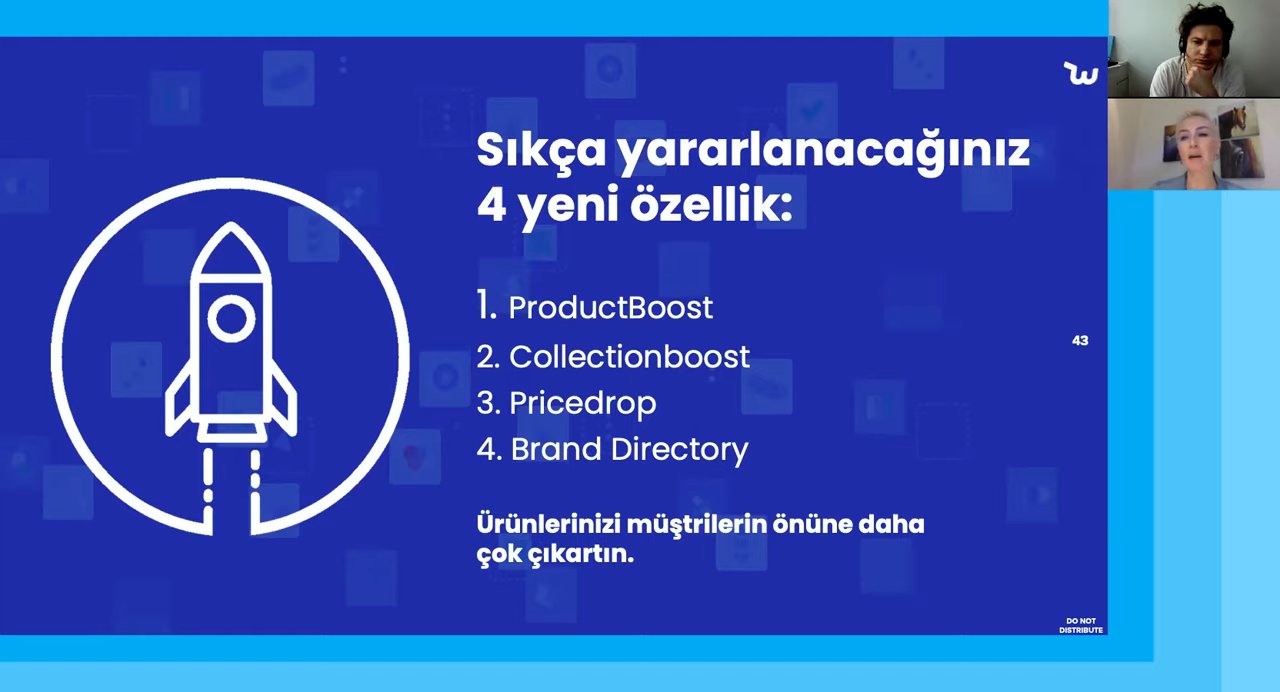 Sıkça yararlanacağınız
4 yeni özellik:
1. ProductBoost
2. Collectionboost
3. Pricedrop
4. Brand Directory
43
Ürünlerinizi müştrilerin önüne daha
çok çıkartın.
DO NOT
DISTRIBUTE